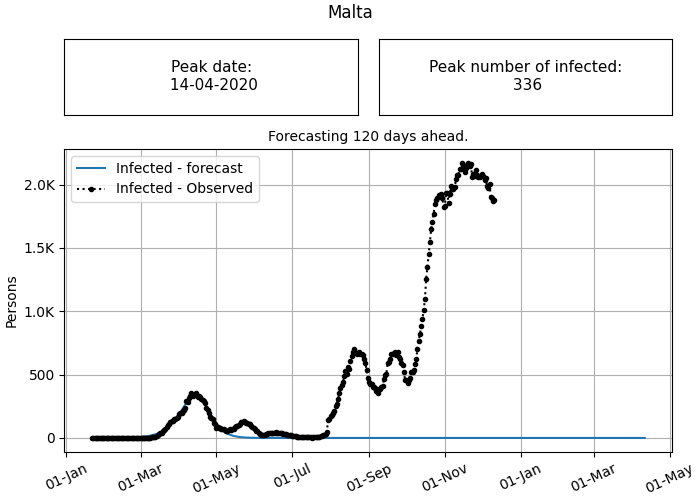 Malta
Peak date:
14-04-2020
Peak number of infected:
336
Forecasting 120 days ahead.
Infected - forecast
Infected - Observed
2.0K
1.5K
1.0K
500
0
Persons
01-Jan
01-Mar
01-May
01-Jul
01-Sep
01-Nov
01-Jan
01-Mar
01-May